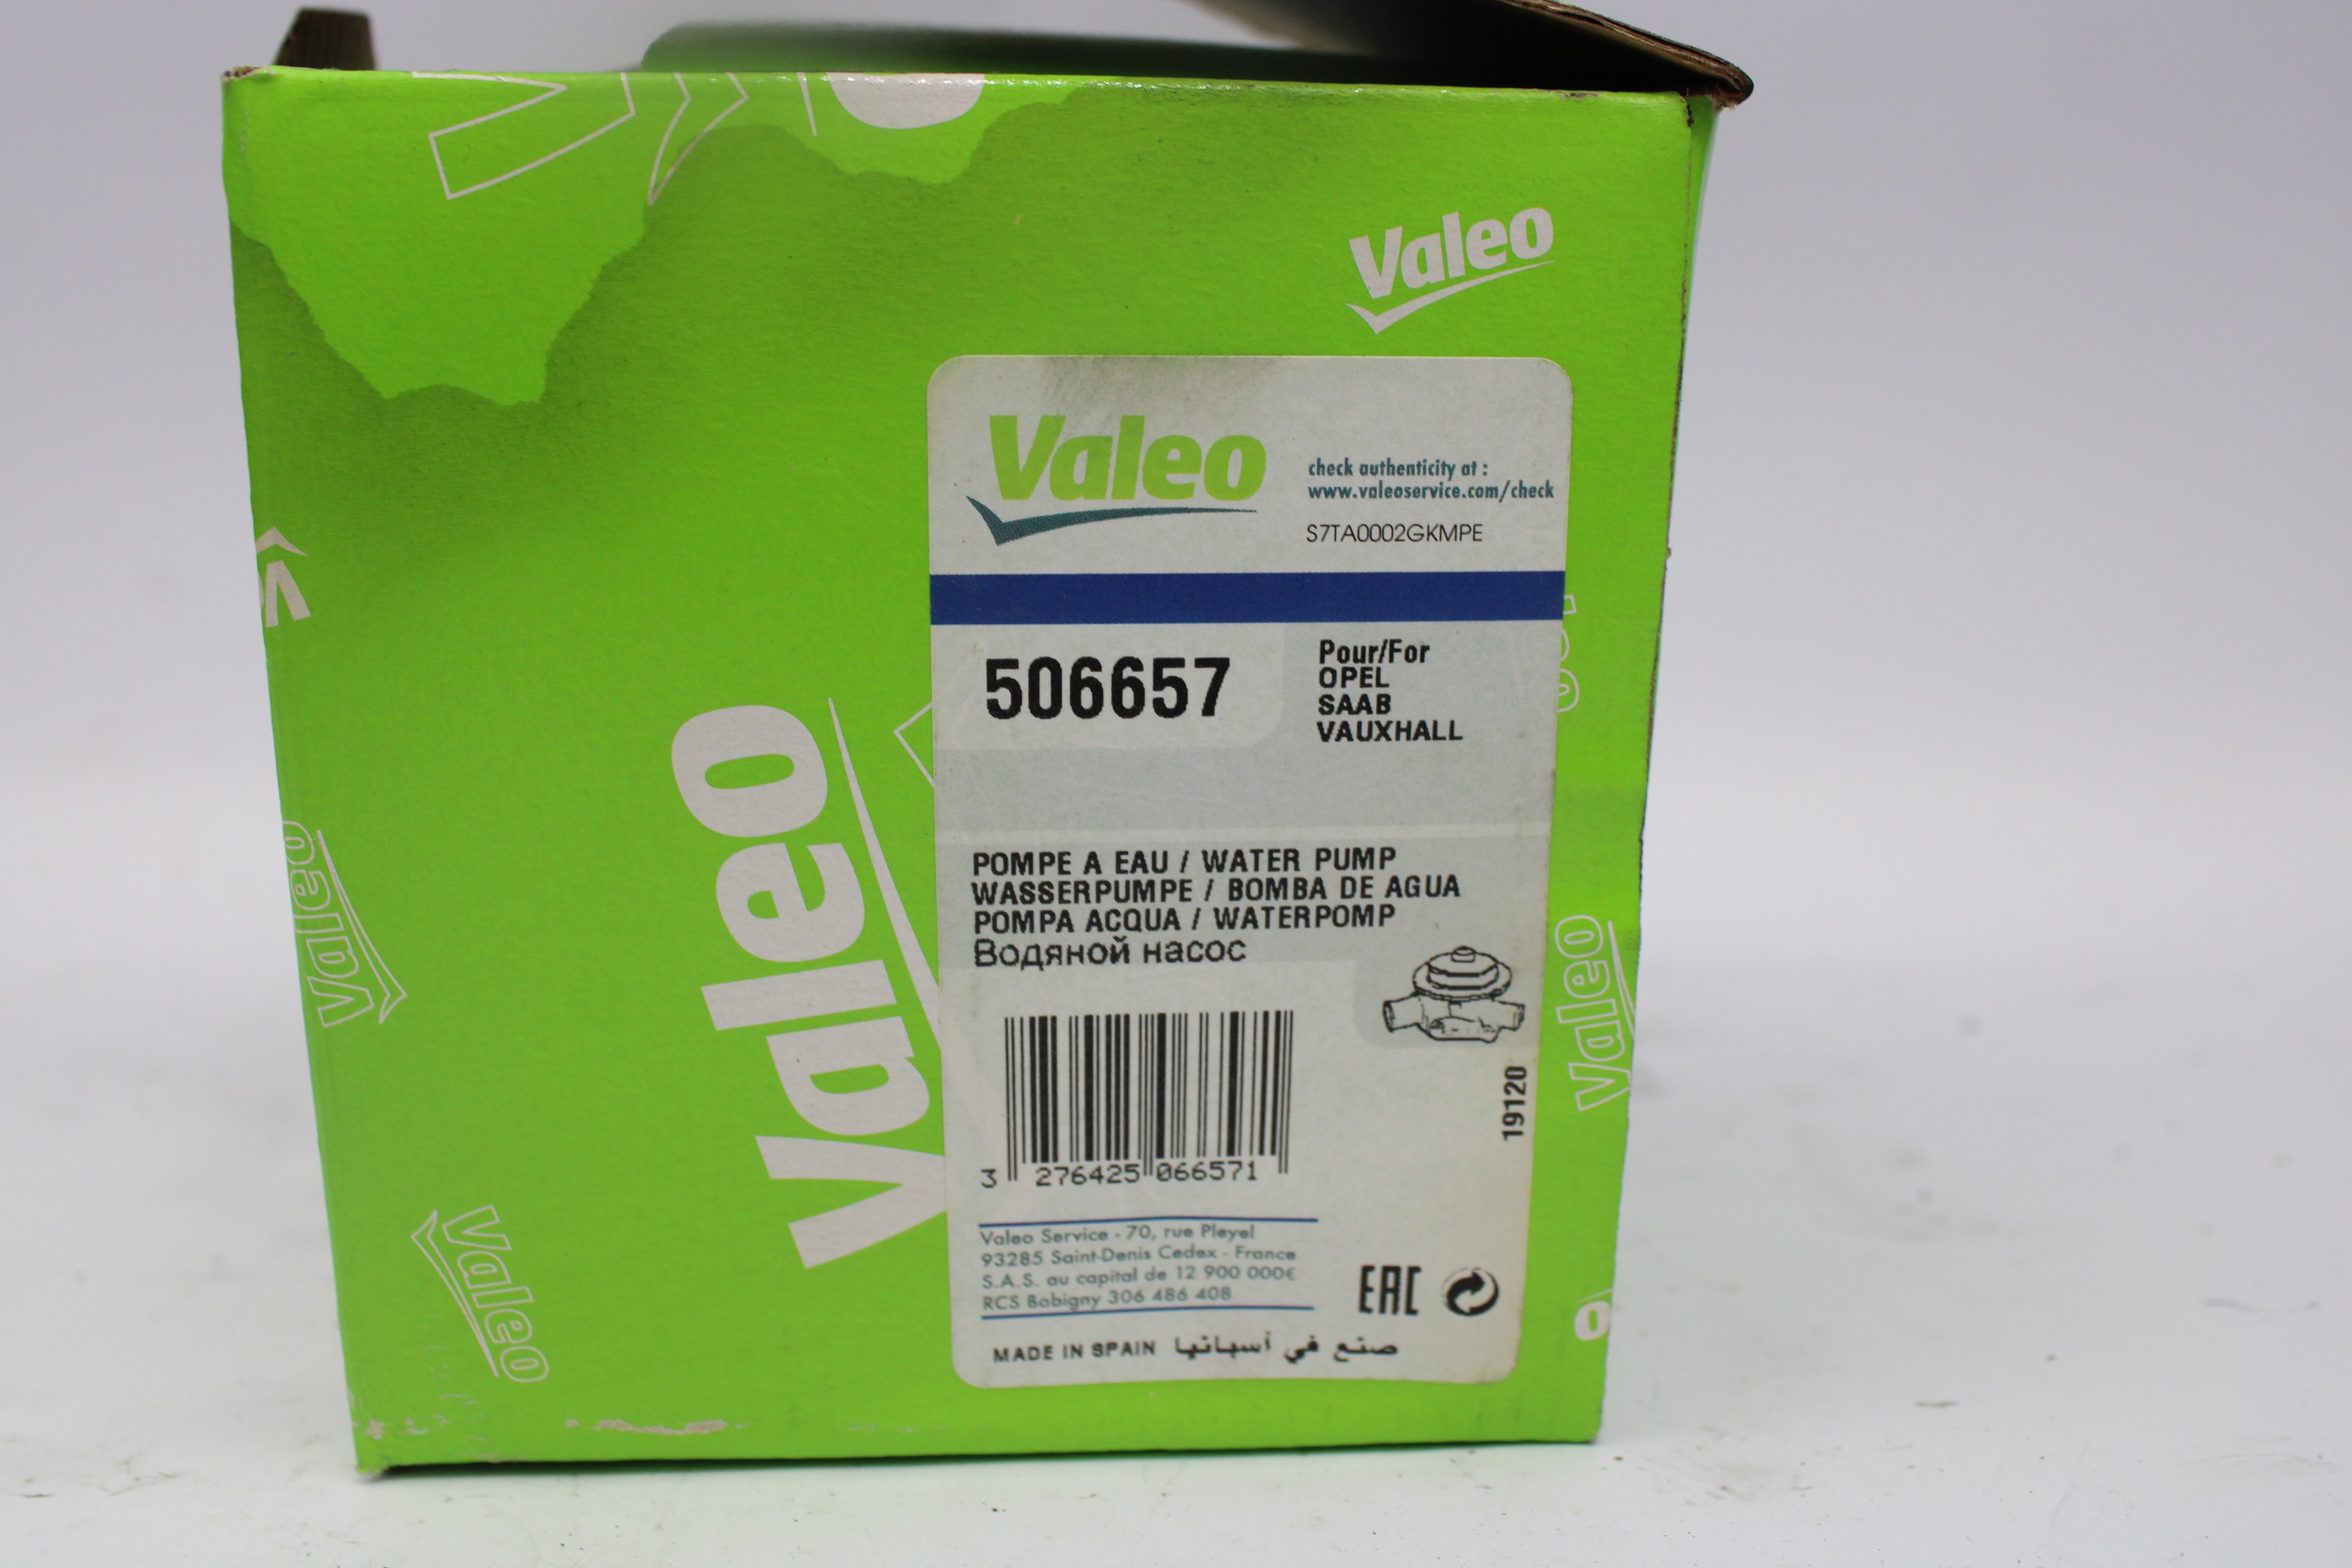 Valeo
Valeo
check authenticity at :
www.valeoservice.com/check
S7TA0002GKMPE
506657
Pour/For
OPEL
SAAB
VAUXHALL
POMPE A EAU / WATER PUMP
WASSERPUMPE / BOMBA DE AGUA
POMPA ACQUA / WATERPOMP
Водяной насос
19120
3 276425 066571
Valeo Service - 70, rue Pleyel
93285 Saint-Denis Cedex - France
S.A.S. au capital de 12 900 000€
RCS Bobigny 306 486 408
EAC
MADE IN SPAIN صنع في أسبانيا
Valeo
Valeo
Valeo
Valeo